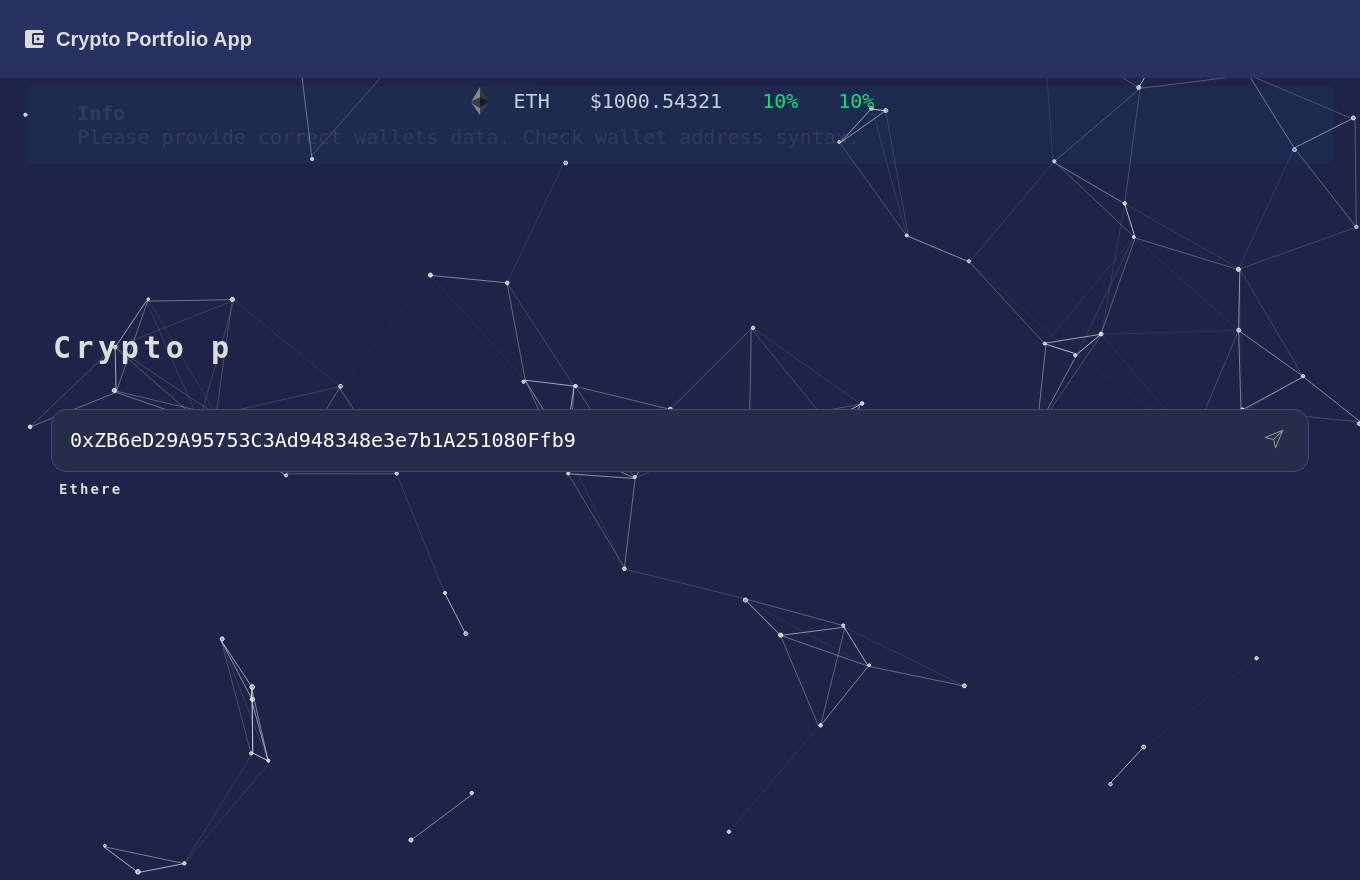 Crypto Portfolio App
ETH $1000.54321 10% 10%
Info
Please provide correct wallets data. Check wallet address syntax.
Crypto p
0xZB6eD29A95753C3Ad948348e3e7b1A251080Ffb9
Ethere